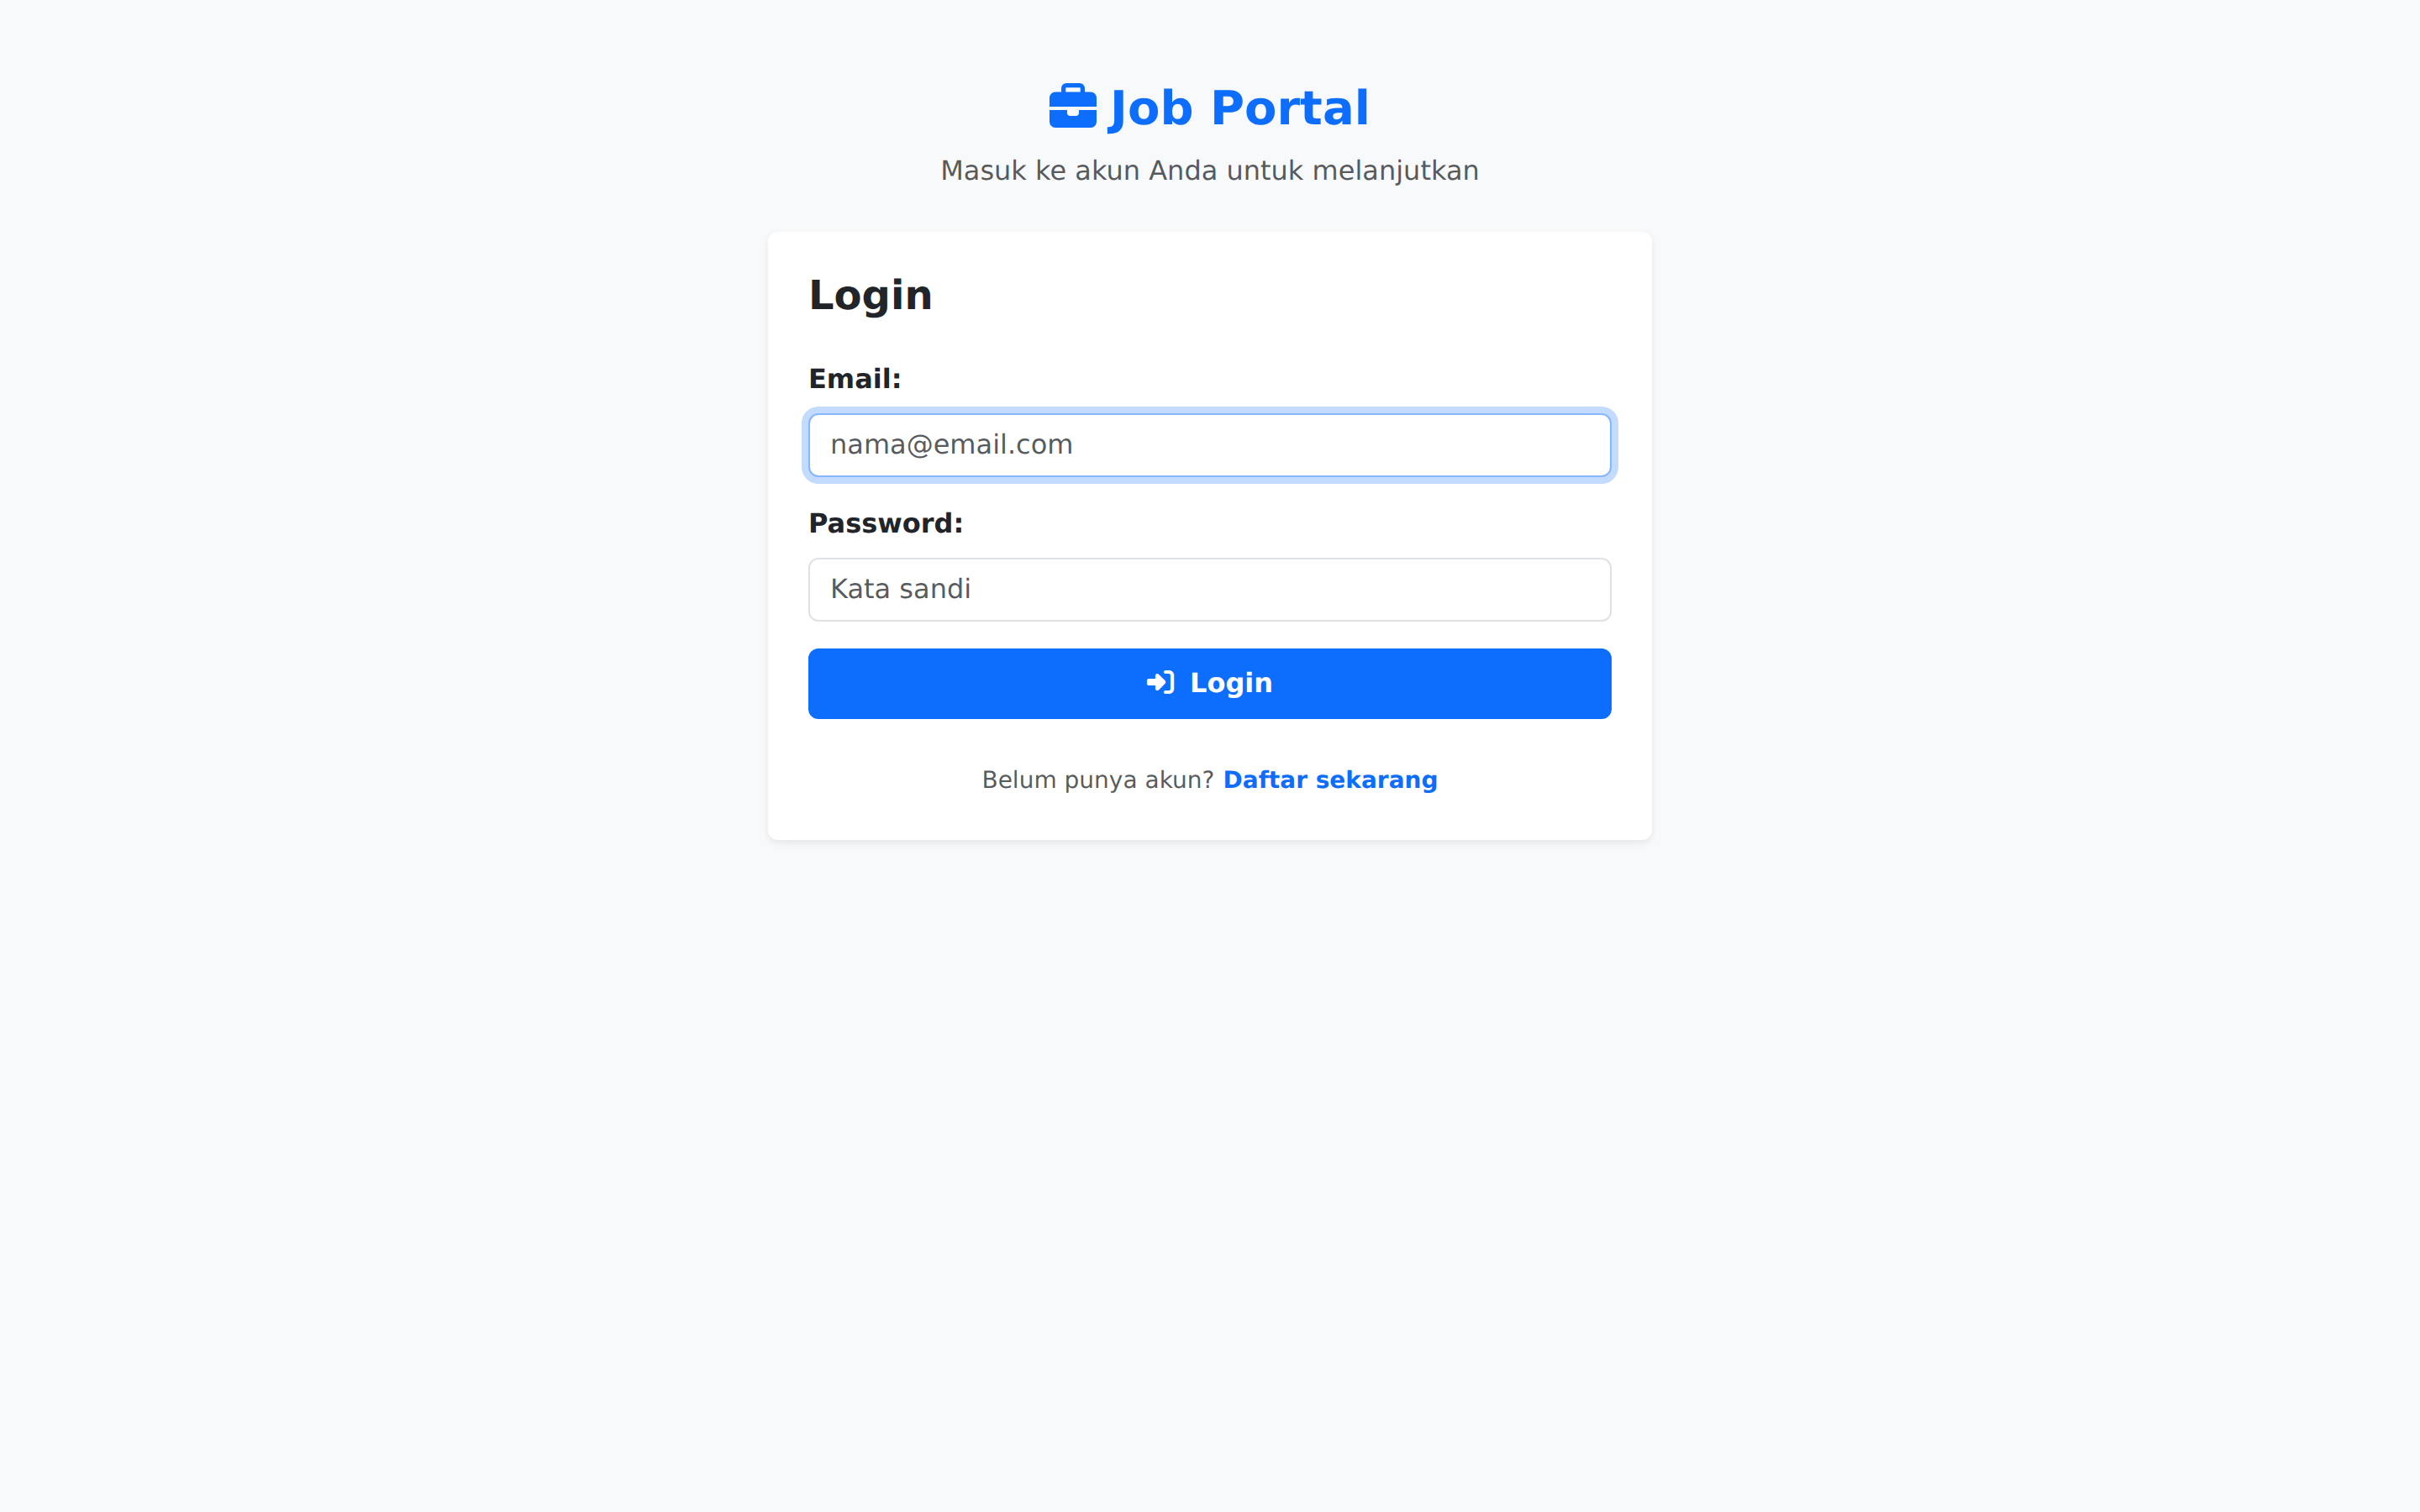 Job Portal
Masuk ke akun Anda untuk melanjutkan
Login
Email:
nama@email.com
Password:
Kata sandi
Login
Belum punya akun? Daftar sekarang